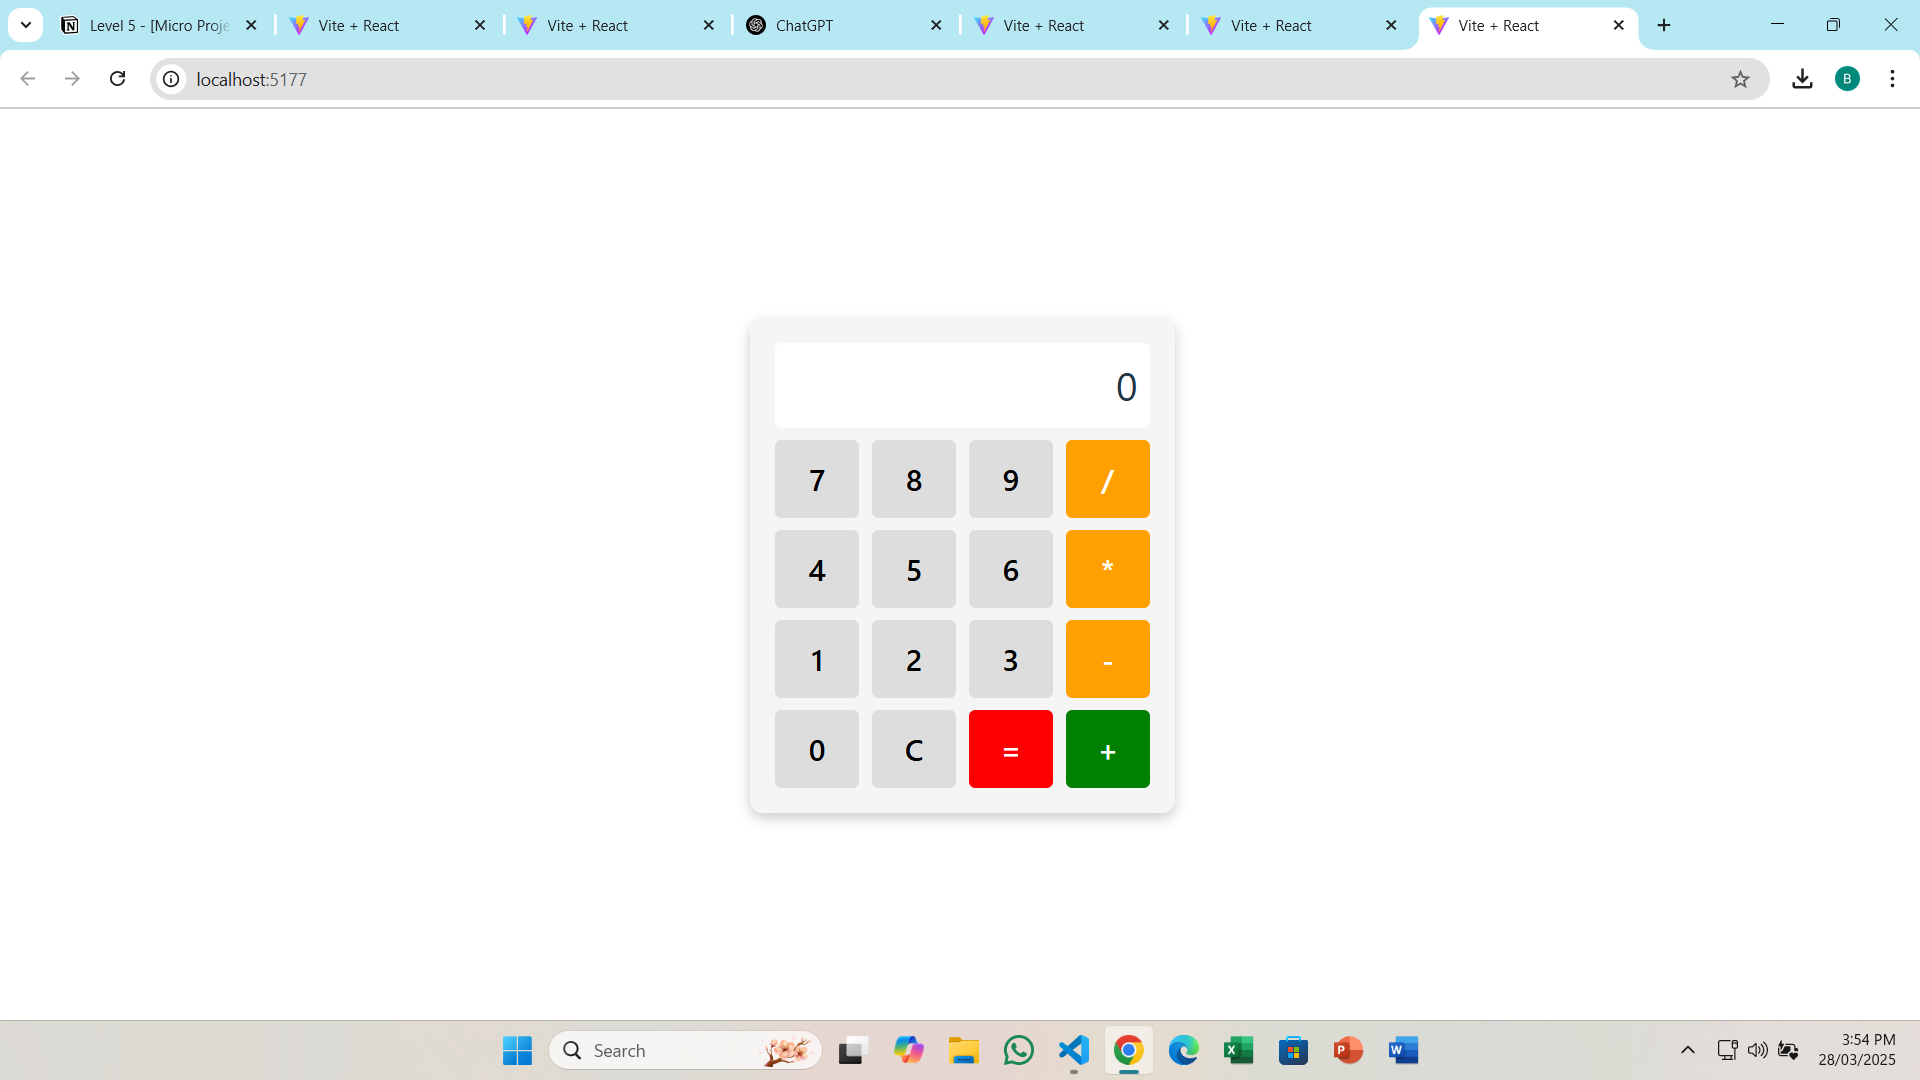 Level 5 - [Micro Proje
Vite + React
Vite + React
ChatGPT
Vite + React
Vite + React
Vite + React
localhost:5177
B
0
7 8 9 /
4 5 6 *
1 2 3 -
0 C = +
Search
3:54 PM
28/03/2025